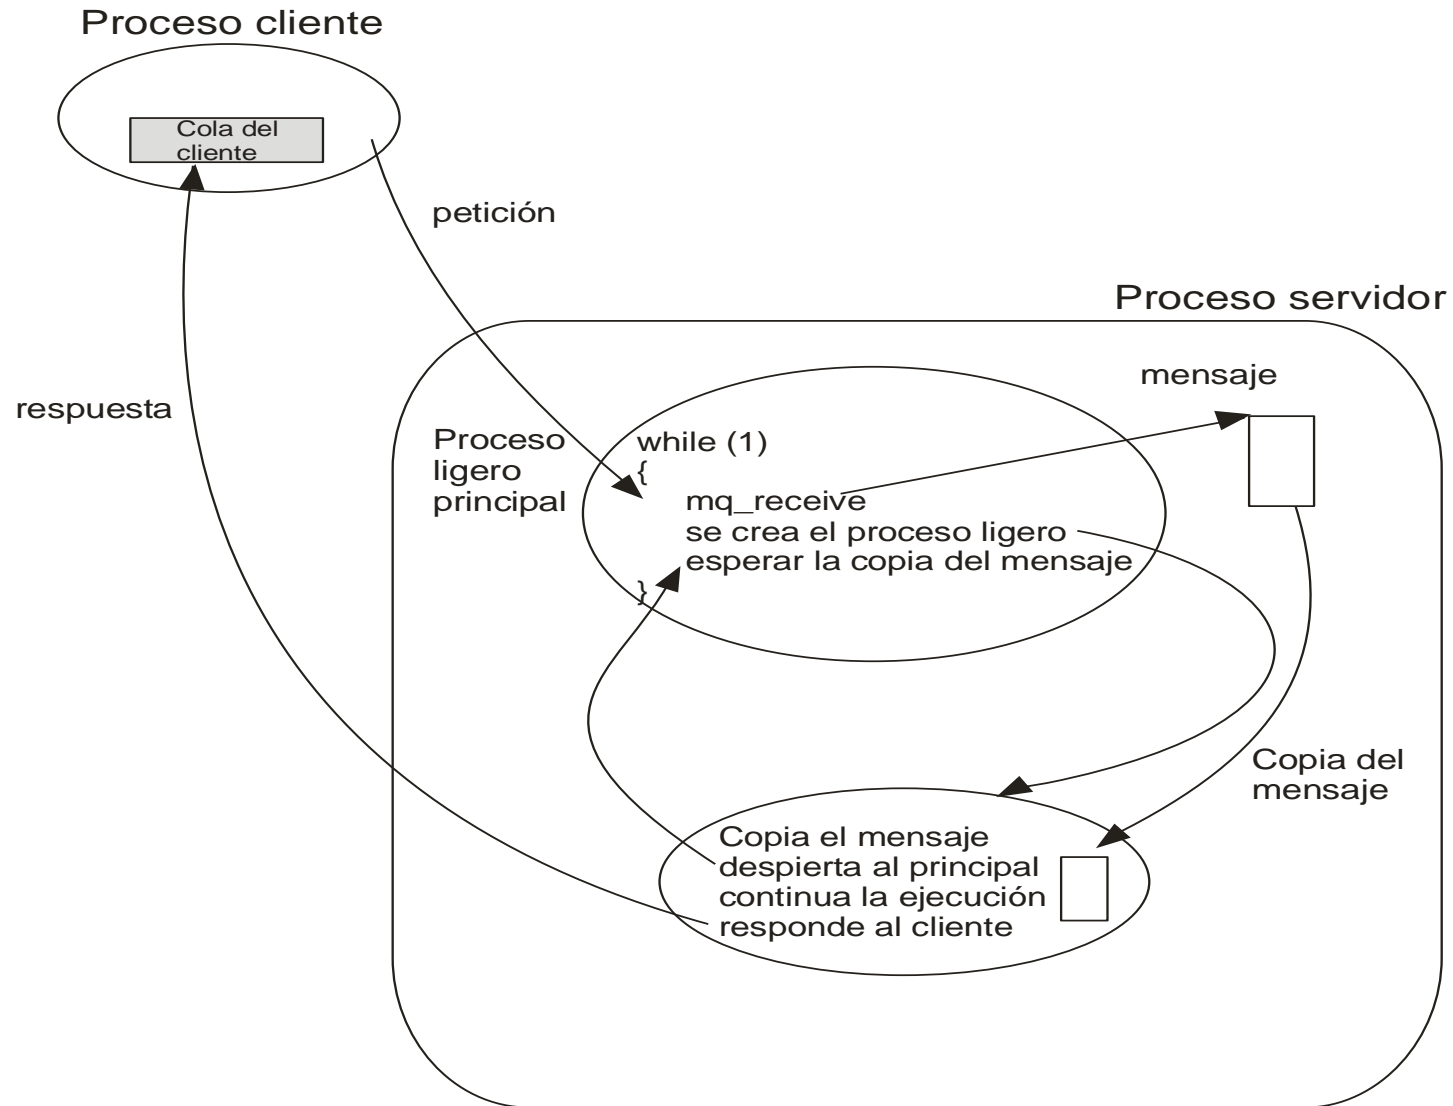 Proceso cliente
Cola del
cliente
petición
Proceso servidor
mensaje
respuesta
Proceso
ligero
principal
while (1)
{
mq_receive
se crea el proceso ligero
esperar la copia del mensaje
}
Copia del
mensaje
Copia el mensaje
despierta al principal
continua la ejecución
responde al cliente